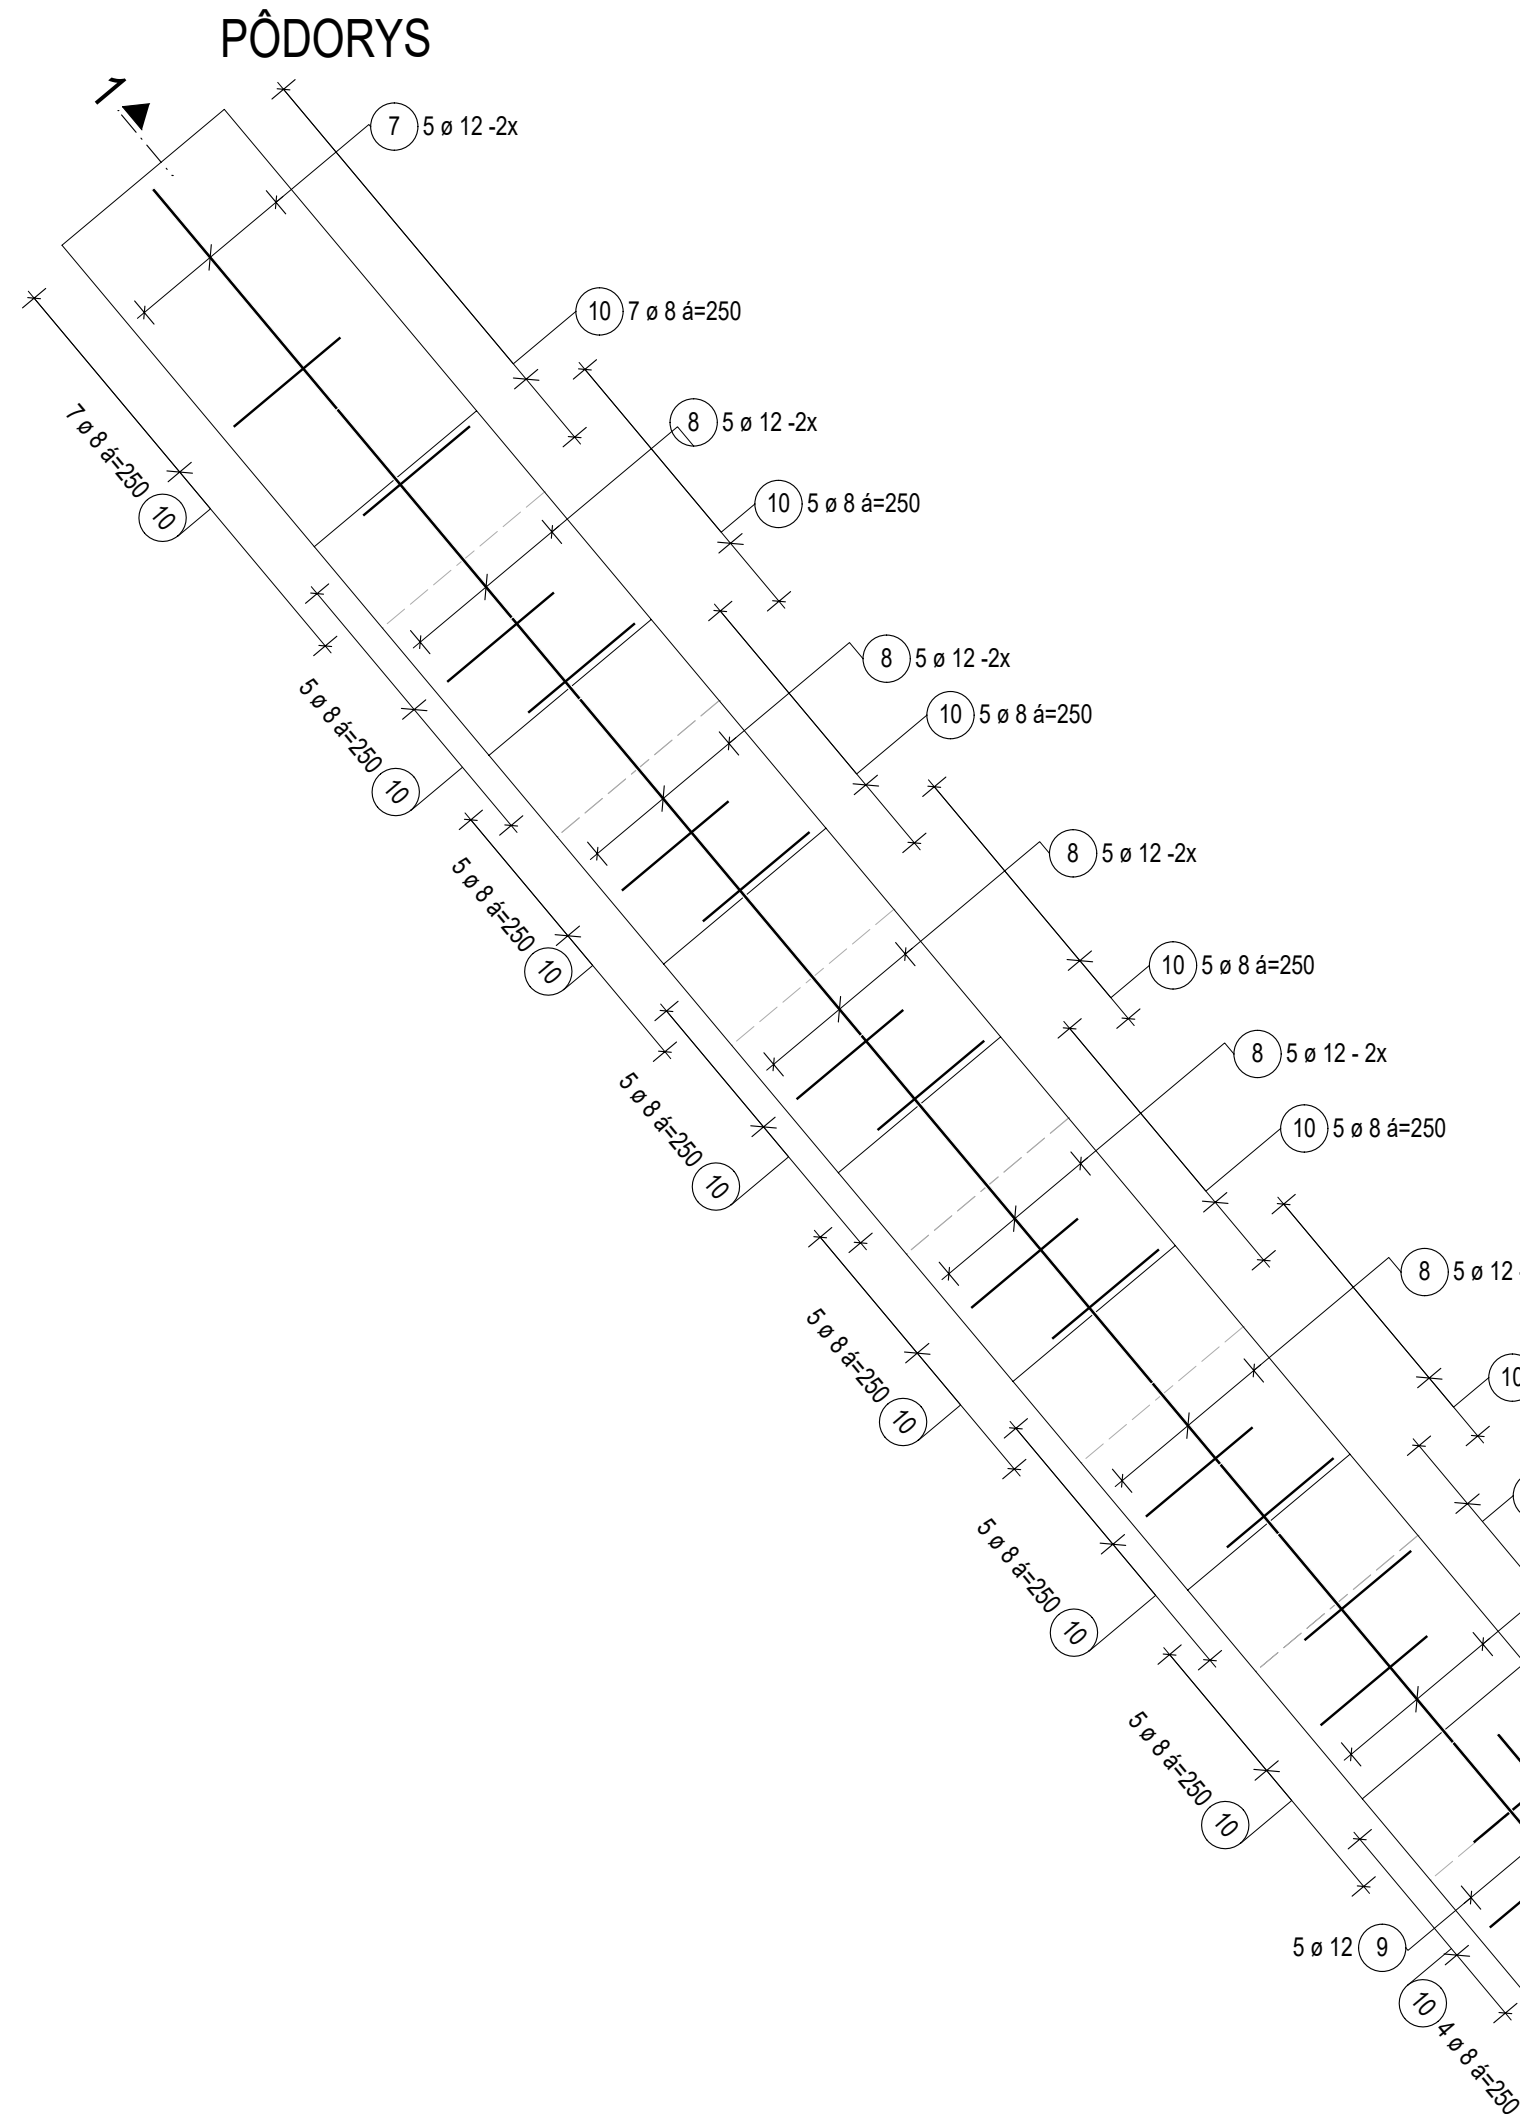 PÔDORYS
1
7 5 ø 12 -2x
10 7 ø 8 á=250
8 5 ø 12 -2x
7 ø 8 á=250 10
10 5 ø 8 á=250
8 5 ø 12 -2x
5 ø 8 á=250 10
10 5 ø 8 á=250
8 5 ø 12 -2x
5 ø 8 á=250 10
10 5 ø 8 á=250
8 5 ø 12 - 2x
5 ø 8 á=250 10
10 5 ø 8 á=250
8 5 ø 12
5 ø 8 á=250 10
10
5 ø 8 á=250 10
5 ø 8 á=250 10
5 ø 12 9
10 4 ø 8 á=250